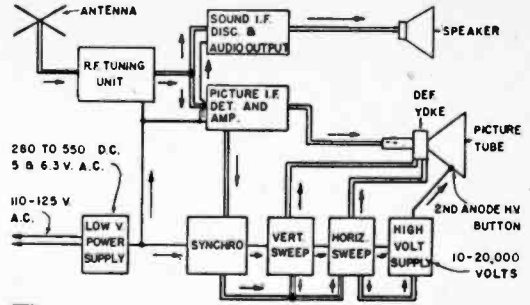 ANTENNA
SOUND I.F.
DISC. &
AUDIO OUTPUT
SPEAKER
R.F. TUNING
UNIT
PICTURE I.F.
DET. AND
AMP.
DEF.
YOKE
PICTURE
TUBE
280 TO 550 D.C.
5 & 6.3 V. A.C.
110-125 V.
A.C.
2ND ANODE H.V.
BUTTON
LOW V.
POWER
SUPPLY
SYNCHRO
VERT.
SWEEP
HORIZ.
SWEEP
HIGH
VOLT
SUPPLY
10-20,000
VOLTS